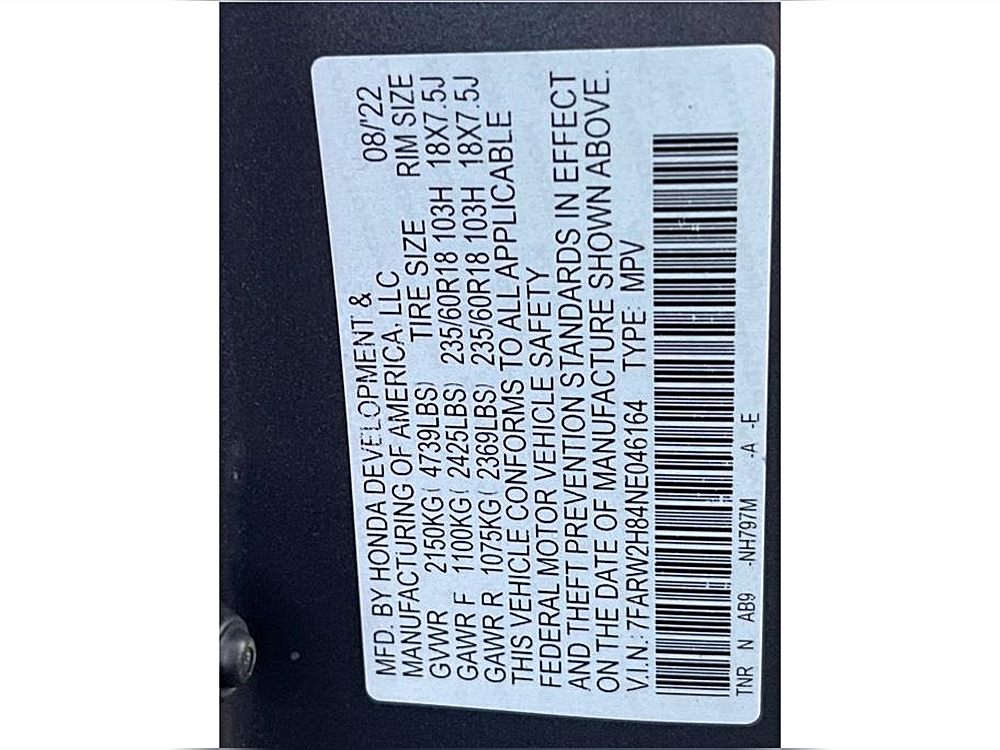 MFD. BY HONDA DEVELOPMENT &
MANUFACTURING OF AMERICA, LLC 08/'22
GVWR 2150KG( 4739LBS) TIRE SIZE RIM SIZE
GAWR F 1100KG( 2425LBS) 235/60R18 103H 18X7.5J
GAWR R 1075KG( 2369LBS) 235/60R18 103H 18X7.5J
THIS VEHICLE CONFORMS TO ALL APPLICABLE
FEDERAL MOTOR VEHICLE SAFETY
AND THEFT PREVENTION STANDARDS IN EFFECT
ON THE DATE OF MANUFACTURE SHOWN ABOVE.
V.I.N.: 7FARW2H84NE046164 TYPE: MPV
TNR N AB9 -NH797M -A -E